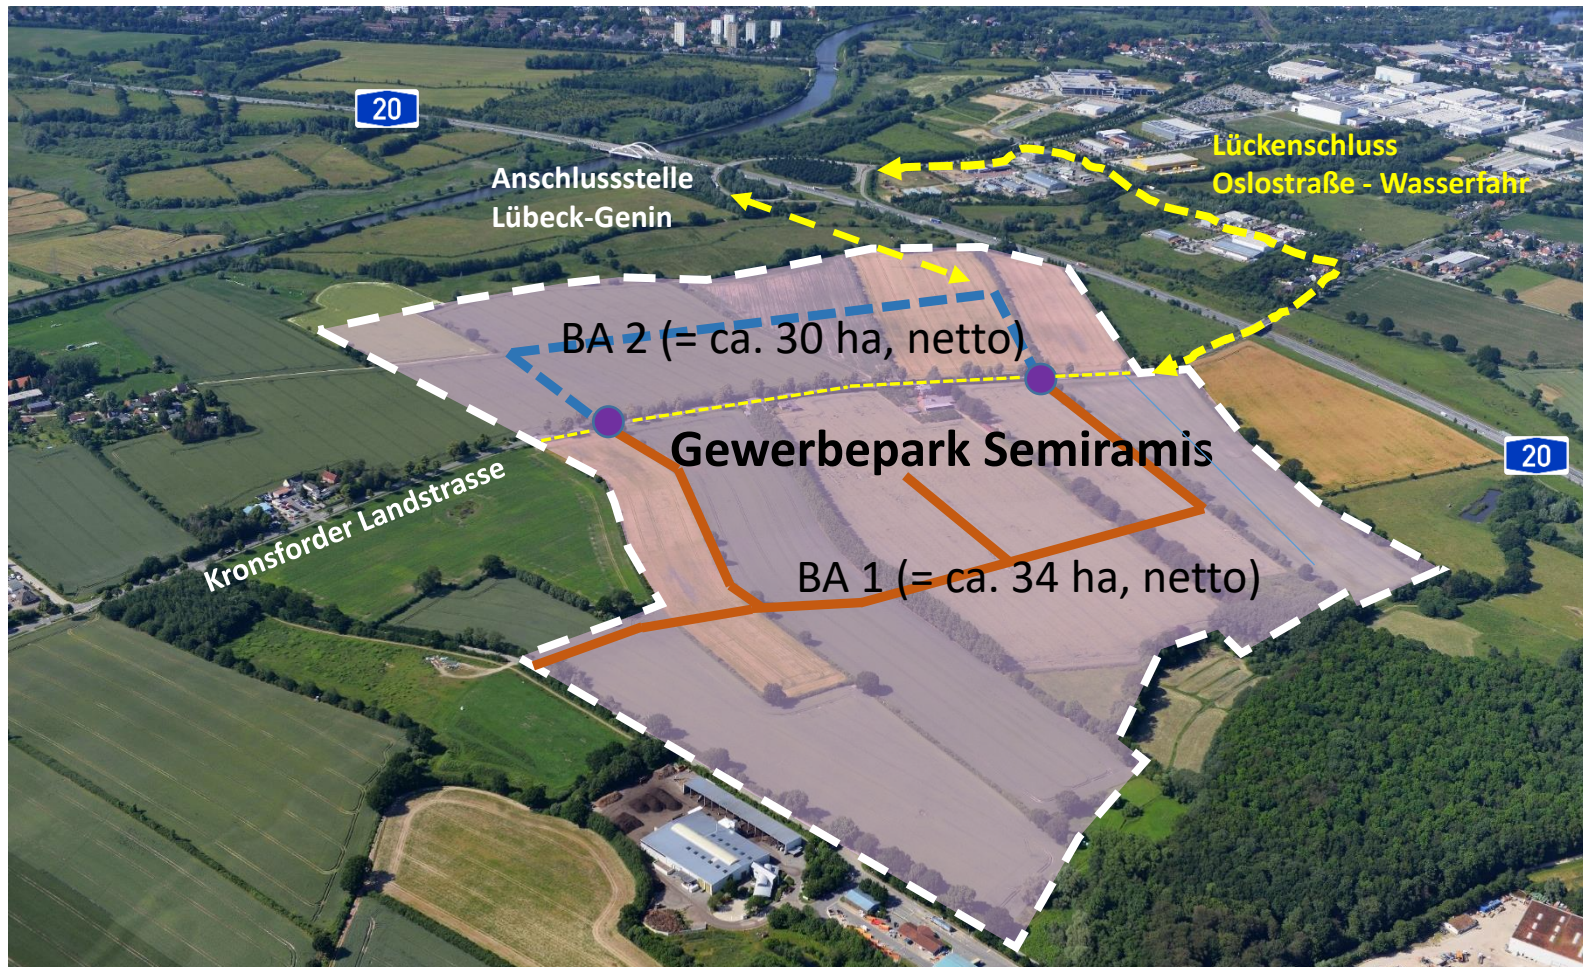 20
Anschlussstelle
Lübeck-Genin
Lückenschluss
Oslostraße - Wasserfahr
BA 2 (= ca. 30 ha, netto)
Gewerbepark Semiramis
20
Kronsforder Landstrasse
BA 1 (= ca. 34 ha, netto)